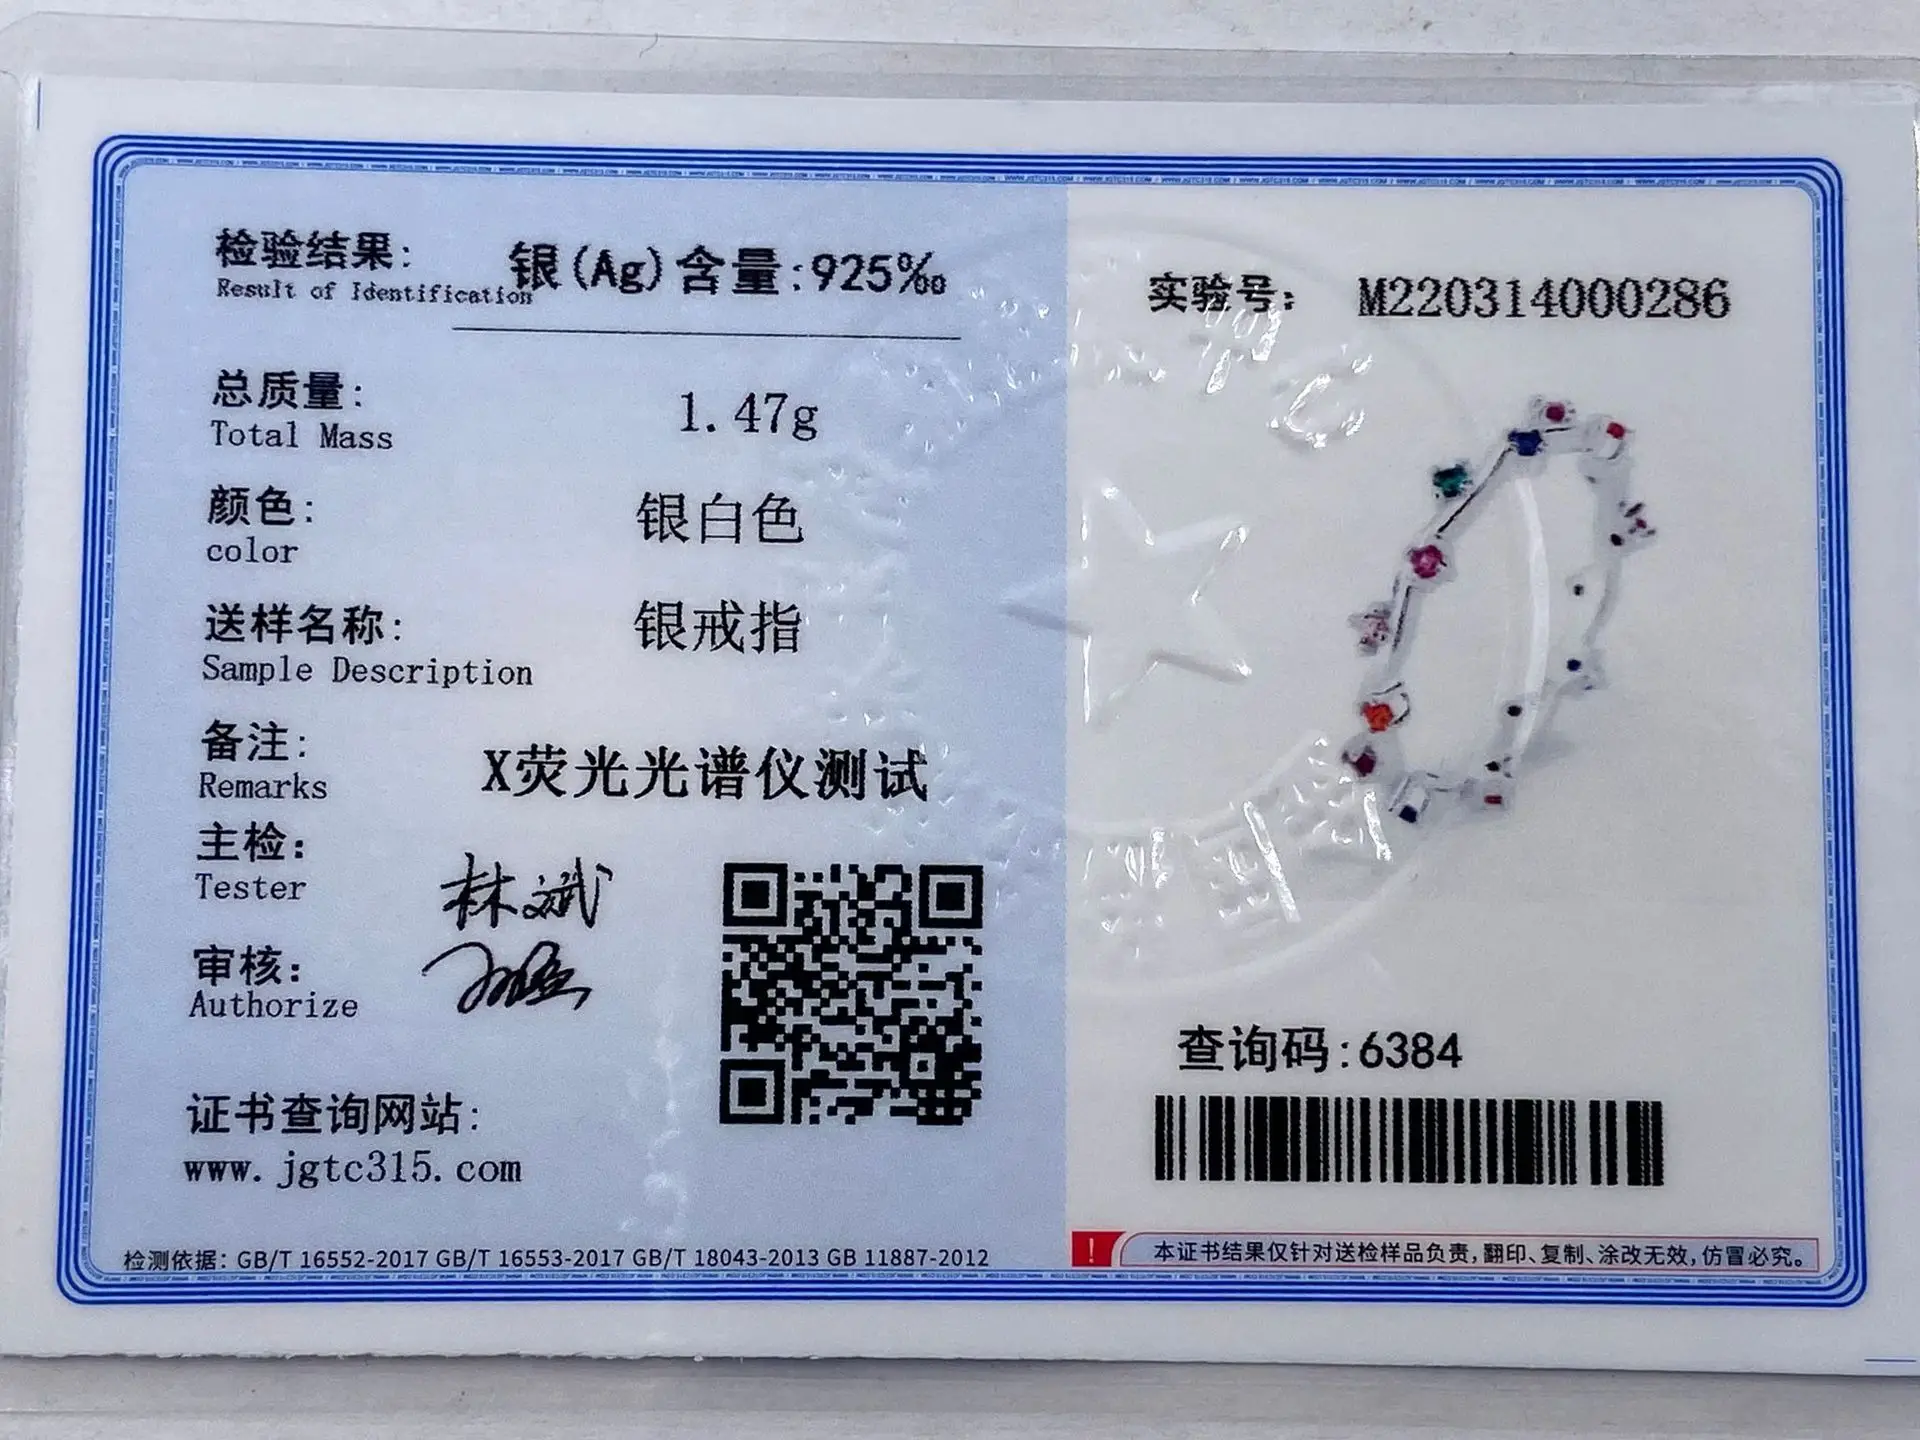 检验结果: 银(Ag)含量:925‰
Result of Identification
总质量: 1.47g
Total Mass
颜色: 银白色
color
送样名称: 银戒指
Sample Description
备注: X荧光光谱仪测试
Remarks
主检: 林斌
Tester
审核:
Authorize
证书查询网站:
www.jgtc315.com
检测依据: GB/T 16552-2017 GB/T 16553-2017 GB/T 18043-2013 GB 11887-2012
实验号: M220314000286
查询码:6384
! 本证书结果仅针对送检样品负责,翻印、复制、涂改无效,仿冒必究。